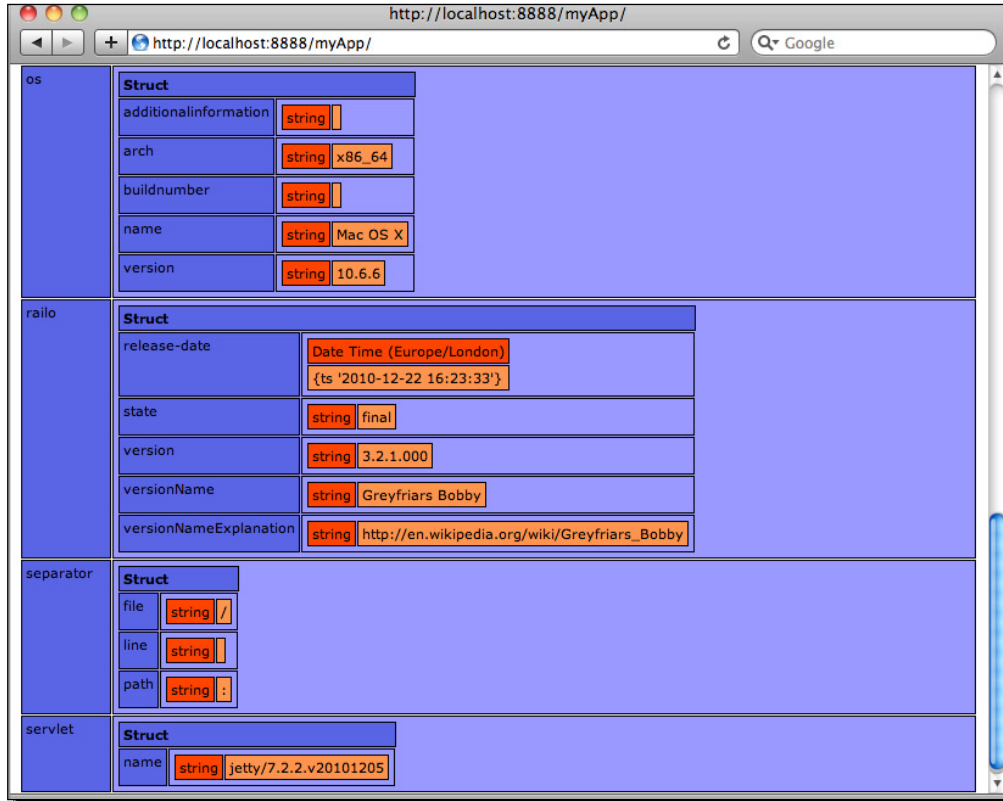 http://localhost:8888/myApp/
http://localhost:8888/myApp/
Google
os
Struct
additionalinformation string
arch string x86_64
buildnumber string
name string Mac OS X
version string 10.6.6
railo
Struct
release-date Date Time (Europe/London)
{ts '2010-12-22 16:23:33'}
state string final
version string 3.2.1.000
versionName string Greyfriars Bobby
versionNameExplanation string http://en.wikipedia.org/wiki/Greyfriars_Bobby
separator
Struct
file string /
line string
path string :
servlet
Struct
name string jetty/7.2.2.v20101205